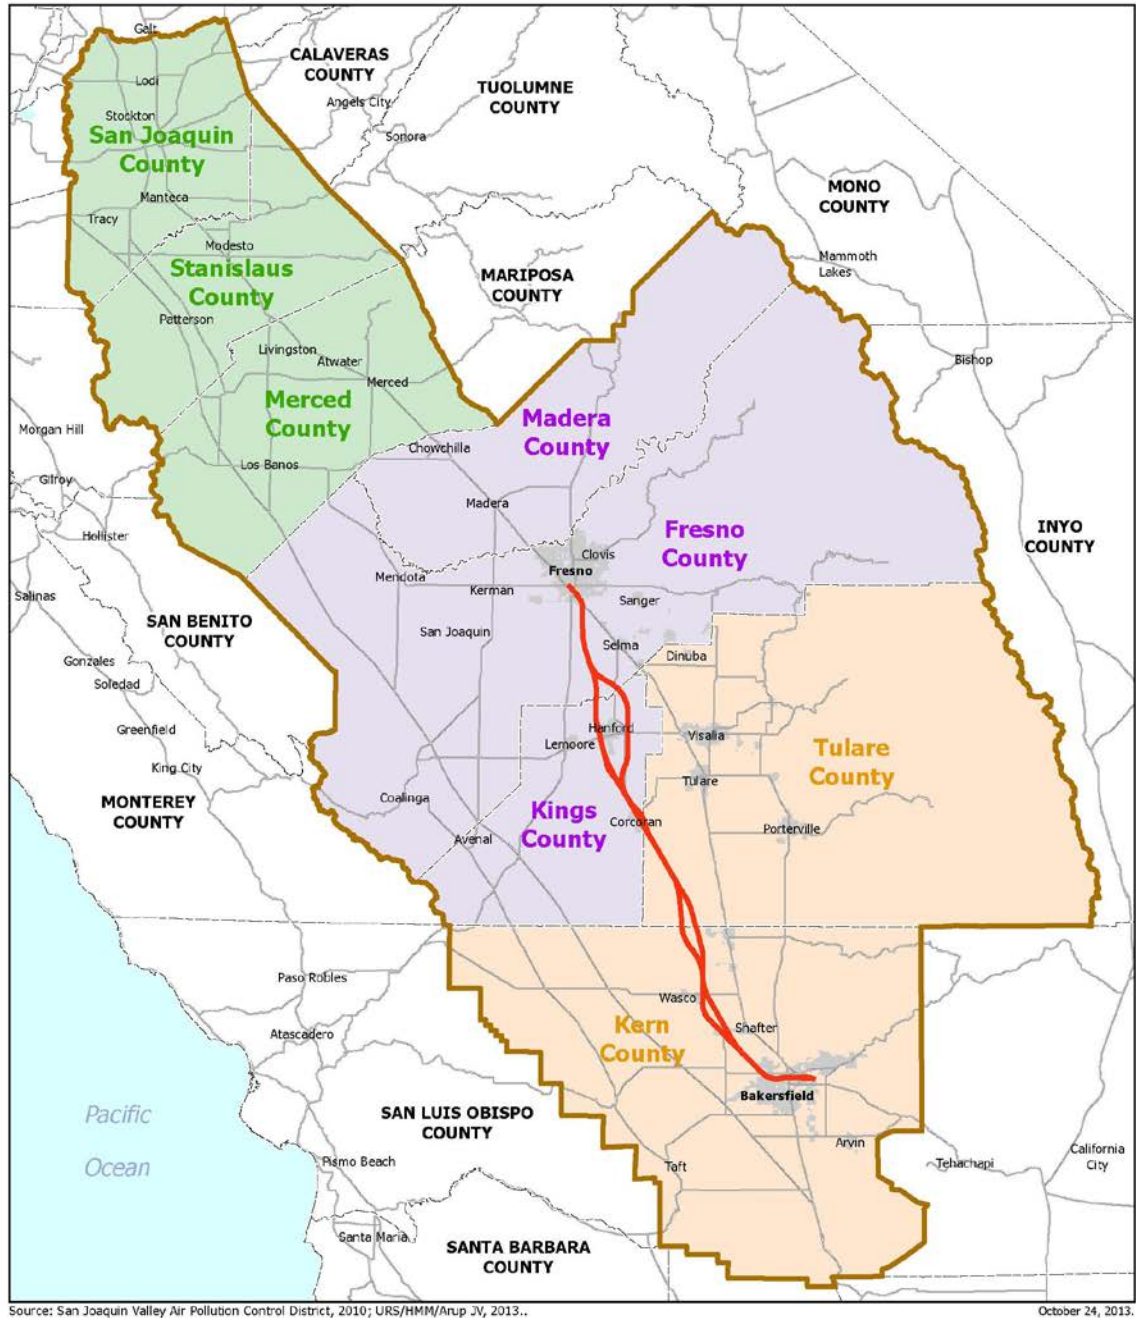 Galt
CALAVERAS
COUNTY
TUOLUMNE
COUNTY
Lodi
Angels City
Stockton
San Joaquin
County
Sonora
MONO
COUNTY
Manteca
Tracy
Modesto
Stanislaus
County
MARIPOSA
COUNTY
Mammoth
Lakes
Patterson
Livingston
Atwater
Bishop
Merced
Merced
County
Madera
County
Morgan Hill
Chowchilla
Los Banos
Gilroy
Madera
Fresno
County
INYO
COUNTY
Hollister
Clovis
Fresno
Mendota
Kerman
Salinas
Sanger
SAN BENITO
COUNTY
San Joaquin
Selma
Dinuba
Gonzales
Soledad
Greenfield
Hanford
Visalia
Lemoore
Tulare
County
King City
Tulare
MONTEREY
COUNTY
Coalinga
Kings
County
Corcoran
Porterville
Avenal
Paso Robles
Wasco
Kern
County
Shafter
Atascadero
Bakersfield
Pacific
Ocean
SAN LUIS OBISPO
COUNTY
Arvin
Tehachapi
California
City
Pismo Beach
Taft
Santa Maria
SANTA BARBARA
COUNTY
Source: San Joaquin Valley Air Pollution Control District, 2010; URS/HMM/Arup JV, 2013..
October 24, 2013.